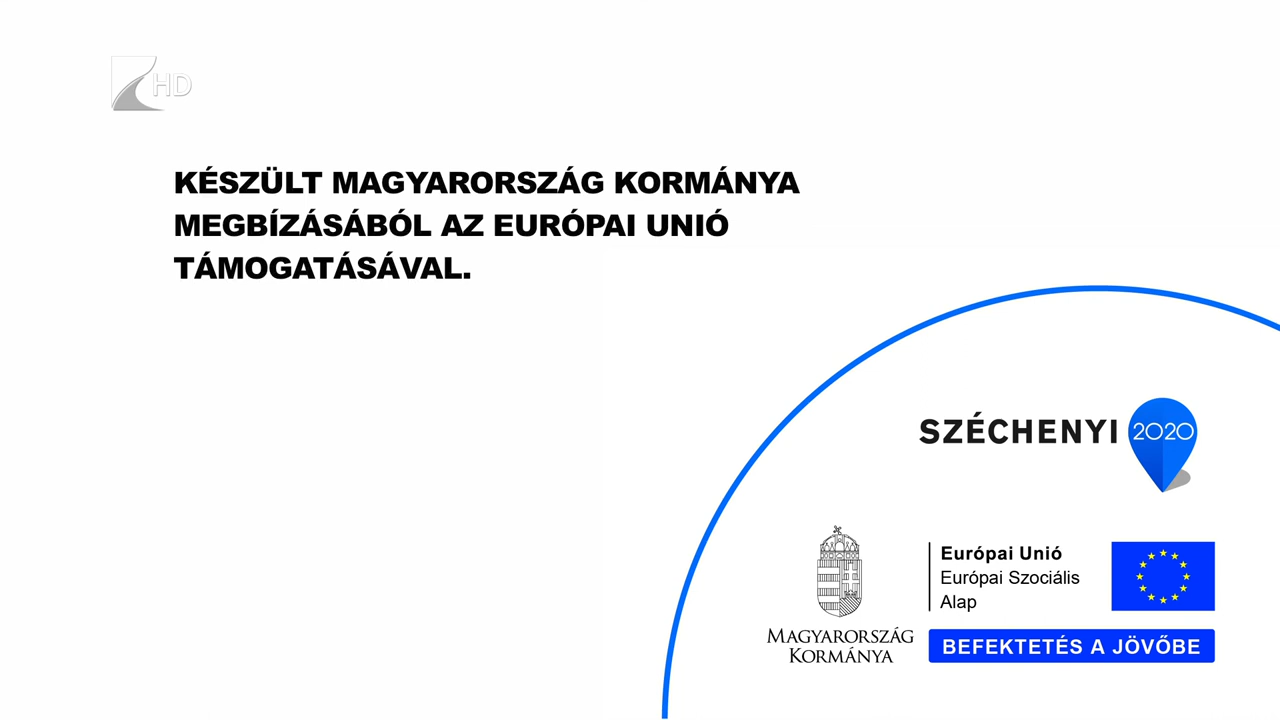 HD
KÉSZÜLT MAGYARORSZÁG KORMÁNYA
MEGBÍZÁSÁBÓL AZ EURÓPAI UNIÓ
TÁMOGATÁSÁVAL.
SZÉCHENYI 2020
Európai Unió
Európai Szociális
Alap
MAGYARORSZÁG
KORMÁNYA
BEFEKTETÉS A JÖVŐBE